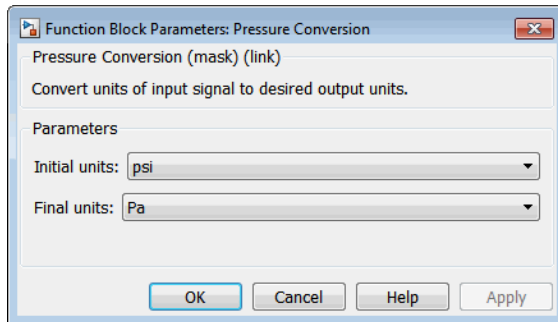 Function Block Parameters: Pressure Conversion
Pressure Conversion (mask) (link)
Convert units of input signal to desired output units.
Parameters
Initial units: psi
Final units: Pa
OK Cancel Help Apply